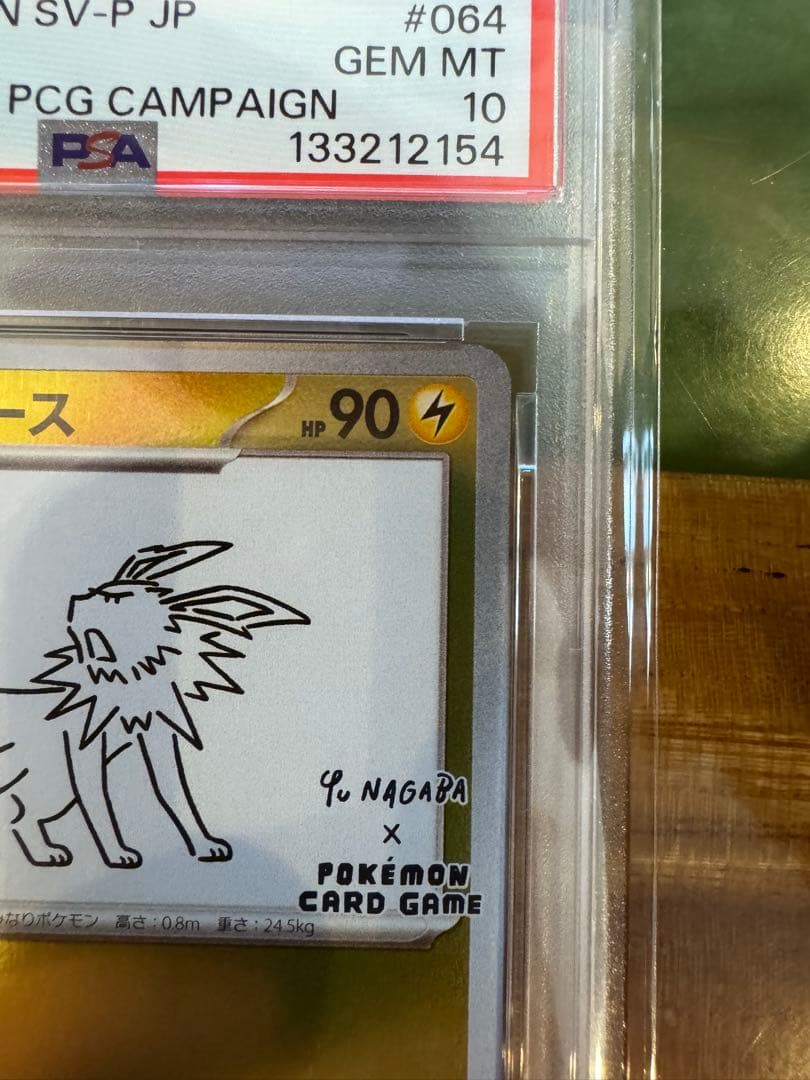 N SV-P JP #064
GEM MT
PCG CAMPAIGN 10
PSA 133212154
ース HP 90
Yu NAGABA
X
POKÉMON
CARD GAME
なりポケモン 高さ:0.8m 重さ:24.5kg